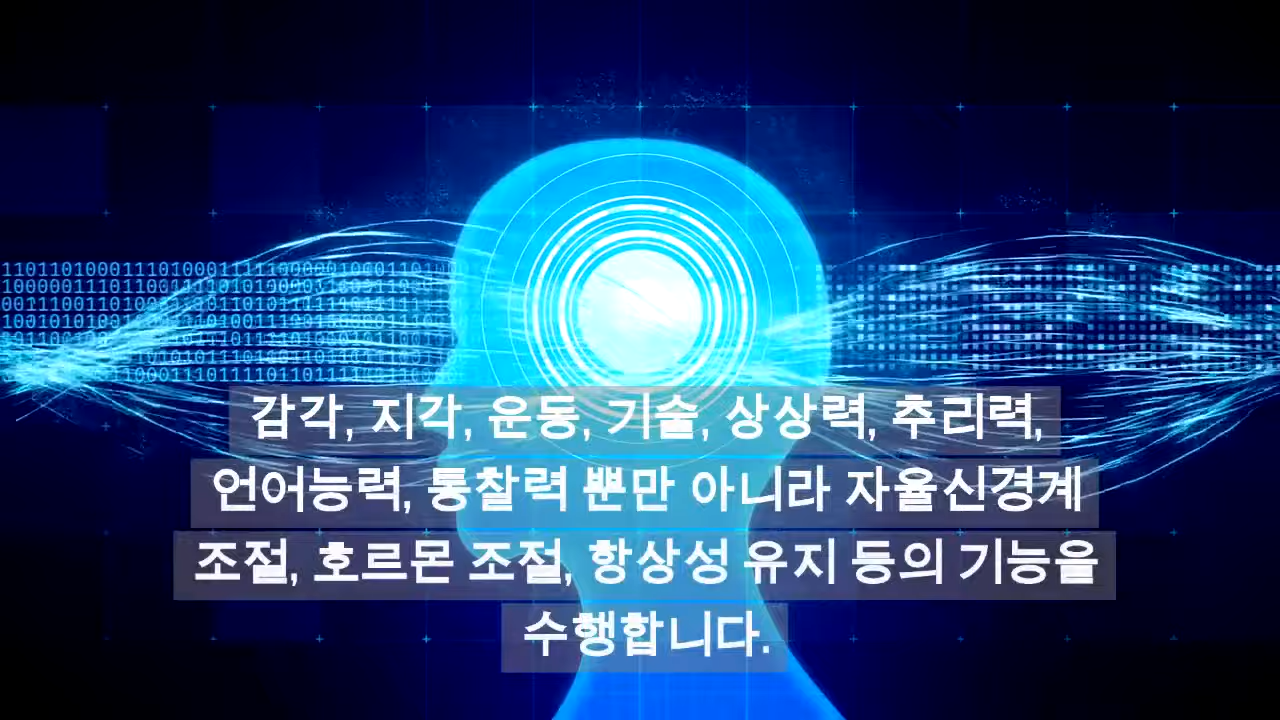 감각, 지각, 운동, 기술, 상상력, 추리력,
언어능력, 통찰력 뿐만 아니라 자율신경계
조절, 호르몬 조절, 항상성 유지 등의 기능을
수행합니다.